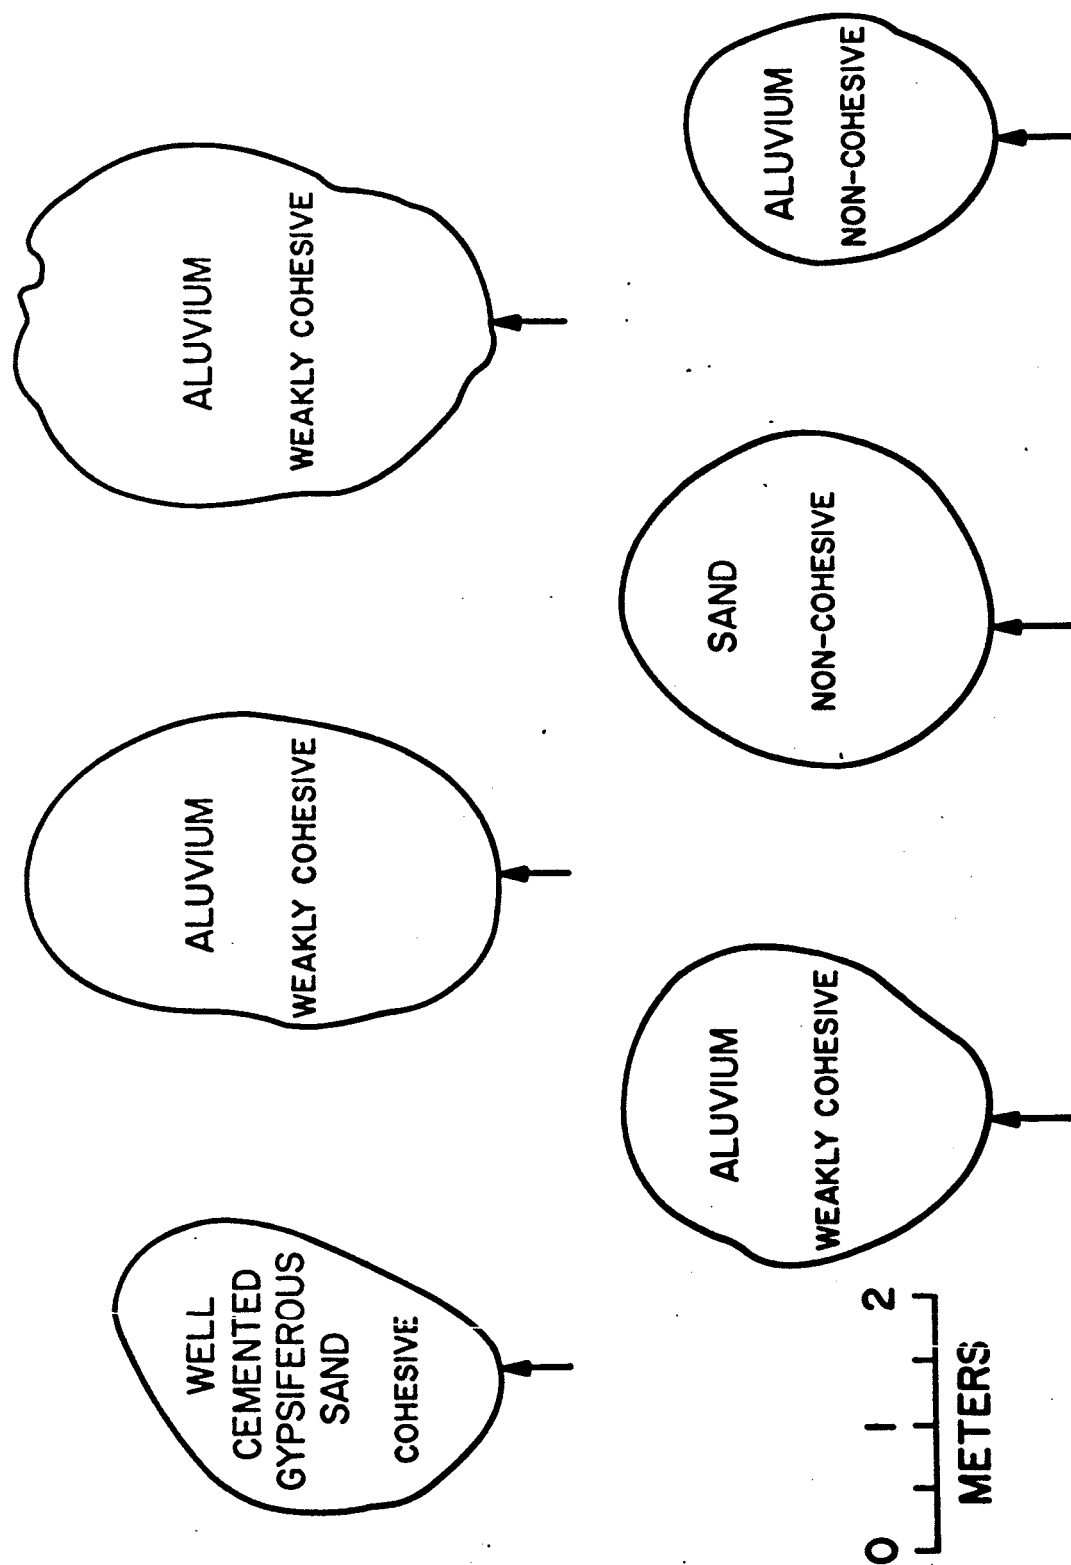 WELL
CEMENTED
GYPSIFEROUS
SAND
COHESIVE
ALUVIUM
WEAKLY COHESIVE
ALUVIUM
WEAKLY COHESIVE
ALUVIUM
WEAKLY COHESIVE
SAND
NON-COHESIVE
ALUVIUM
NON-COHESIVE
0 1 2
METERS